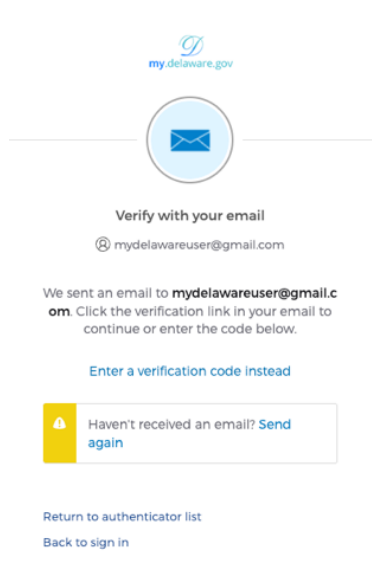 my.delaware.gov
Verify with your email
mydelawareuser@gmail.com
We sent an email to mydelawareuser@gmail.c
om. Click the verification link in your email to
continue or enter the code below.
Enter a verification code instead
Haven't received an email? Send
again
Return to authenticator list
Back to sign in